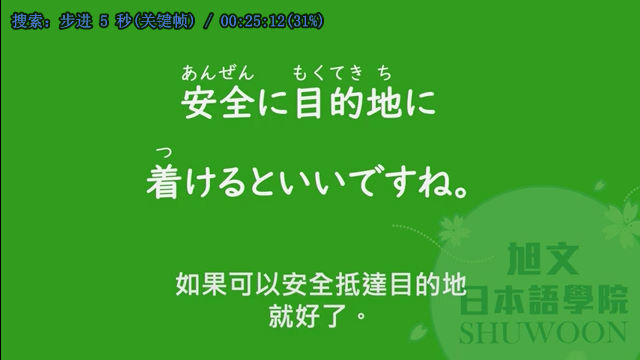 搜索: 步进 5 秒(关键帧) / 00:25:12(31%)
あんぜん もくてき ち
安全に目的地に
つ
着けるといいですね。
如果可以安全抵達目的地
就好了。
旭文
日本語學院
SHUWOON